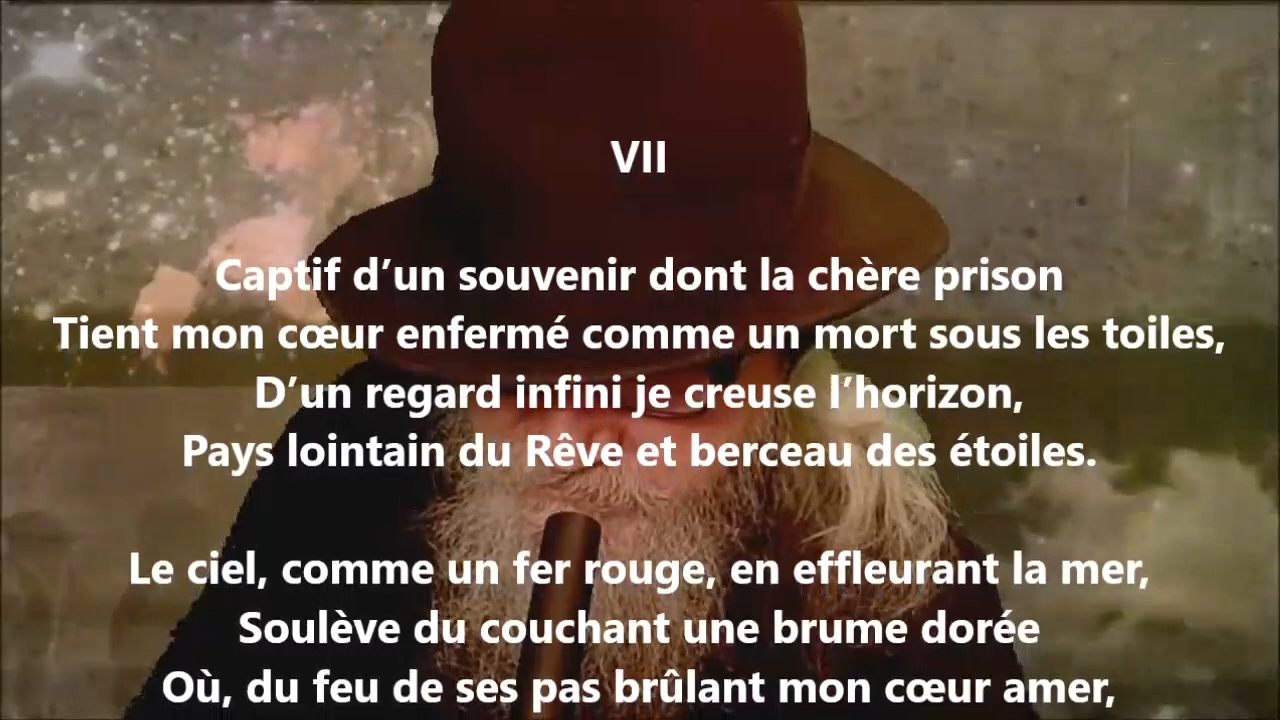 VII
Captif d’un souvenir dont la chère prison
Tient mon cœur enfermé comme un mort sous les toiles,
D’un regard infini je creuse l’horizon,
Pays lointain du Rêve et berceau des étoiles.
Le ciel, comme un fer rouge, en effleurant la mer,
Soulève du couchant une brume dorée
Où, du feu de ses pas brûlant mon cœur amer,